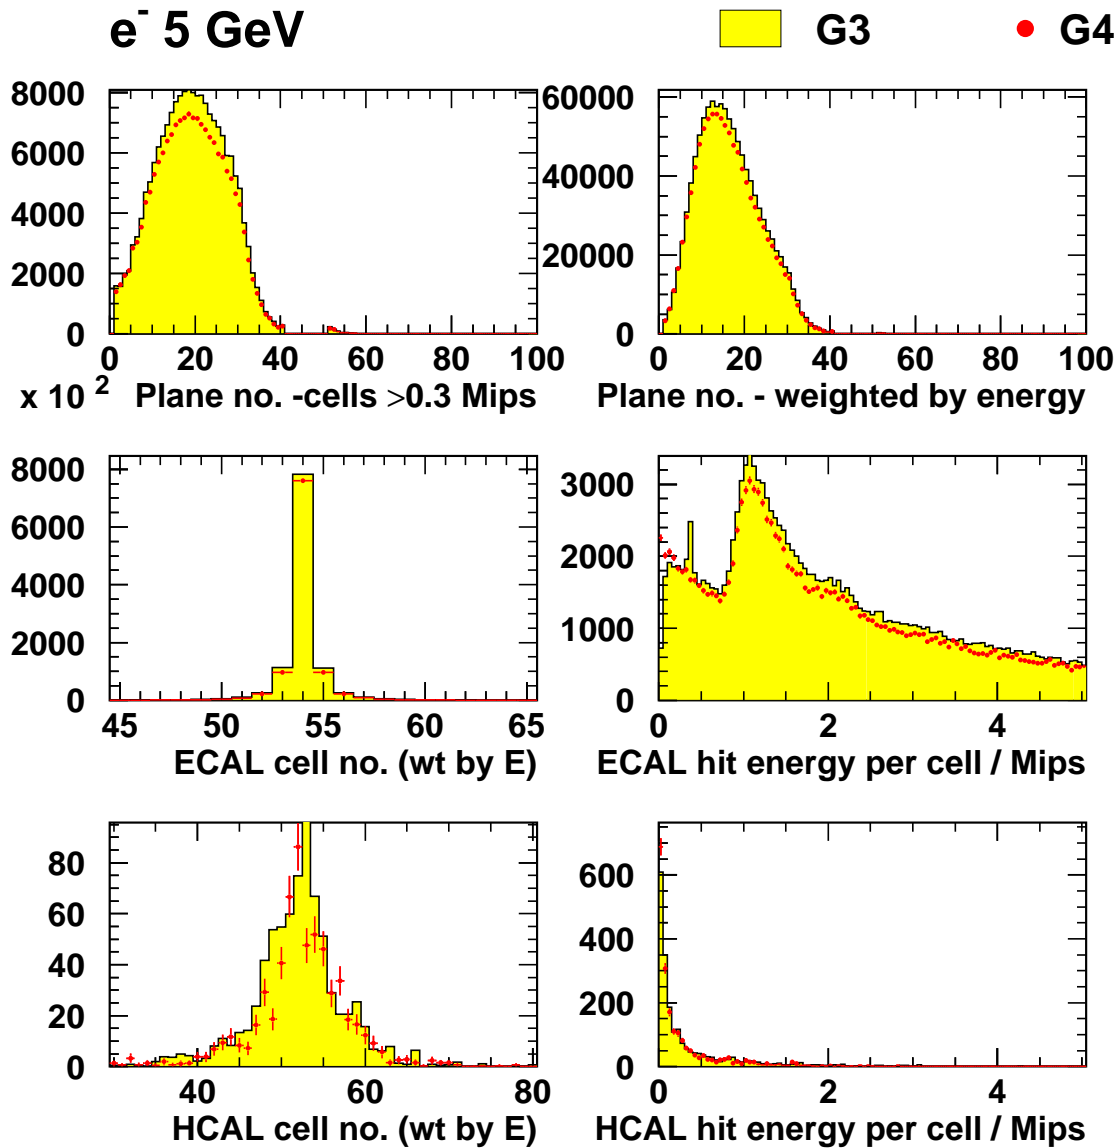 e⁻ 5 GeV
G3
G4
8000
6000
4000
2000
0
0 20 40 60 80 100
Plane no. -cells >0.3 Mips
60000
40000
20000
0
0 20 40 60 80 100
Plane no. - weighted by energy
x 10 ²
8000
6000
4000
2000
0
45 50 55 60 65
ECAL cell no. (wt by E)
3000
2000
1000
0
0 2 4
ECAL hit energy per cell / Mips
80
60
40
20
0
40 60 80
HCAL cell no. (wt by E)
600
400
200
0
0 2 4
HCAL hit energy per cell / Mips